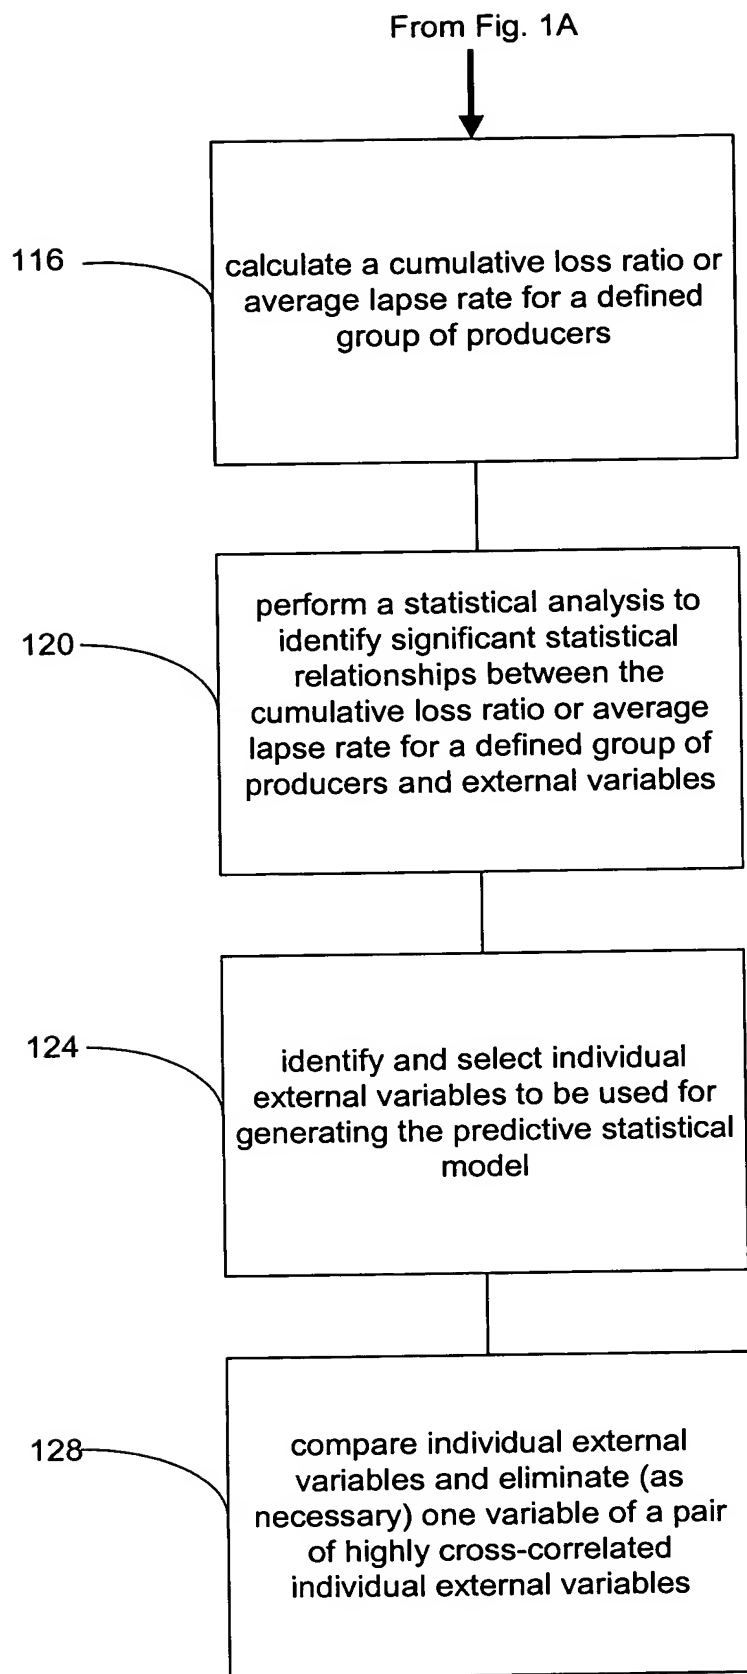 From Fig. 1A
116
calculate a cumulative loss ratio or
average lapse rate for a defined
group of producers
120
perform a statistical analysis to
identify significant statistical
relationships between the
cumulative loss ratio or average
lapse rate for a defined group of
producers and external variables
124
identify and select individual
external variables to be used for
generating the predictive statistical
model
128
compare individual external
variables and eliminate (as
necessary) one variable of a pair
of highly cross-correlated
individual external variables